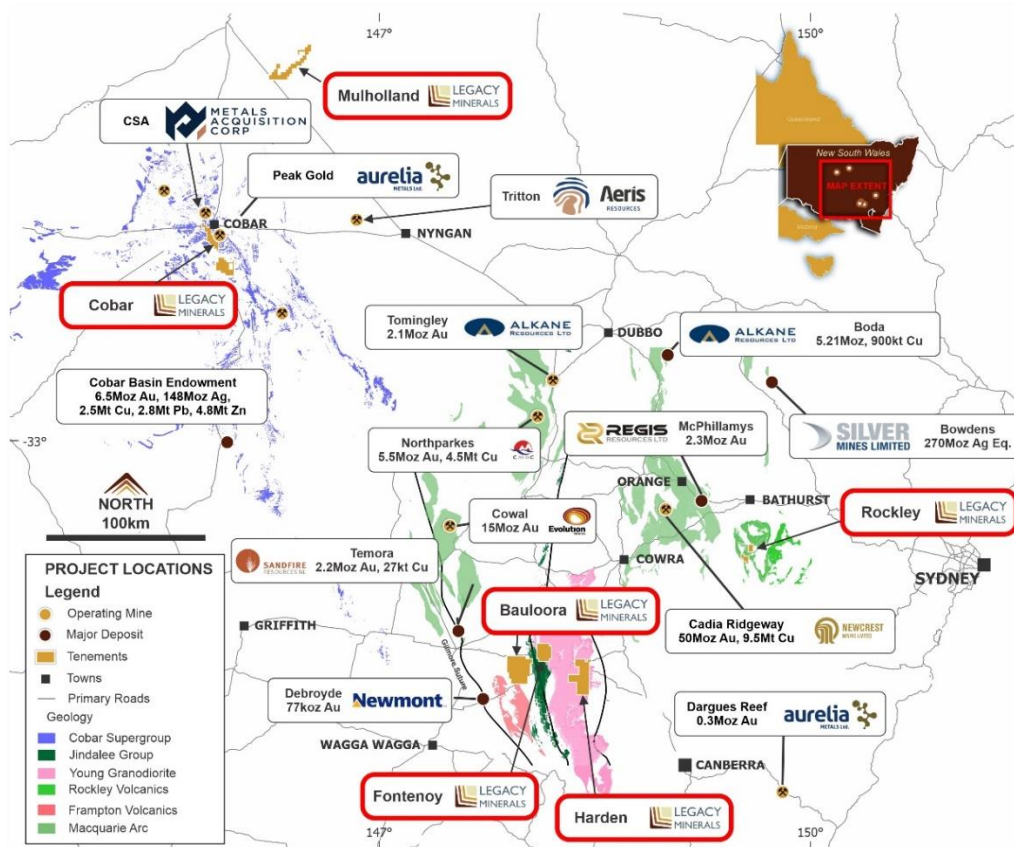 147°
150°
Mulholland
LEGACY
MINERALS
CSA
METALS
ACQUISITION
CORP
Peak Gold
aurelia
METALS Ltd.
Tritton
Aeris
RESOURCES
COBAR
NYNGAN
Queensland
New South Wales
MAP EXTENT
Victoria
Cobar
LEGACY
MINERALS
Tomingley
2.1Moz Au
ALKANE
RESOURCES LTD
DUBBO
ALKANE
RESOURCES LTD
Boda
5.21Moz, 900kt Cu
Cobar Basin Endowment
6.5Moz Au, 148Moz Ag,
2.5Mt Cu, 2.8Mt Pb, 4.8Mt Zn
-33°
Northparkes
5.5Moz Au, 4.5Mt Cu
CMOC
REGIS
RESOURCES LTD
McPhillamys
2.3Moz Au
SILVER
MINES LIMITED
Bowdens
270Moz Ag Eq.
NORTH
100km
ORANGE
BATHURST
Rockley
LEGACY
MINERALS
Cowal
15Moz Au
Evolution
MINING
COWRA
SYDNEY
SANDFIRE
RESOURCES NL
Temora
2.2Moz Au, 27kt Cu
Bauloora
LEGACY
MINERALS
Cadia Ridgeway
50Moz Au, 9.5Mt Cu
NEWCREST
MINING LIMITED
GRIFFITH
Gilmore Suture
Debroyde
77koz Au
Newmont
Dargues Reef
0.3Moz Au
aurelia
METALS Ltd.
WAGGA WAGGA
CANBERRA
Fontenoy
LEGACY
MINERALS
Harden
LEGACY
MINERALS
147°
150°
PROJECT LOCATIONS
Legend
Operating Mine
Major Deposit
Tenements
Towns
Primary Roads
Geology
Cobar Supergroup
Jindalee Group
Young Granodiorite
Rockley Volcanics
Frampton Volcanics
Macquarie Arc